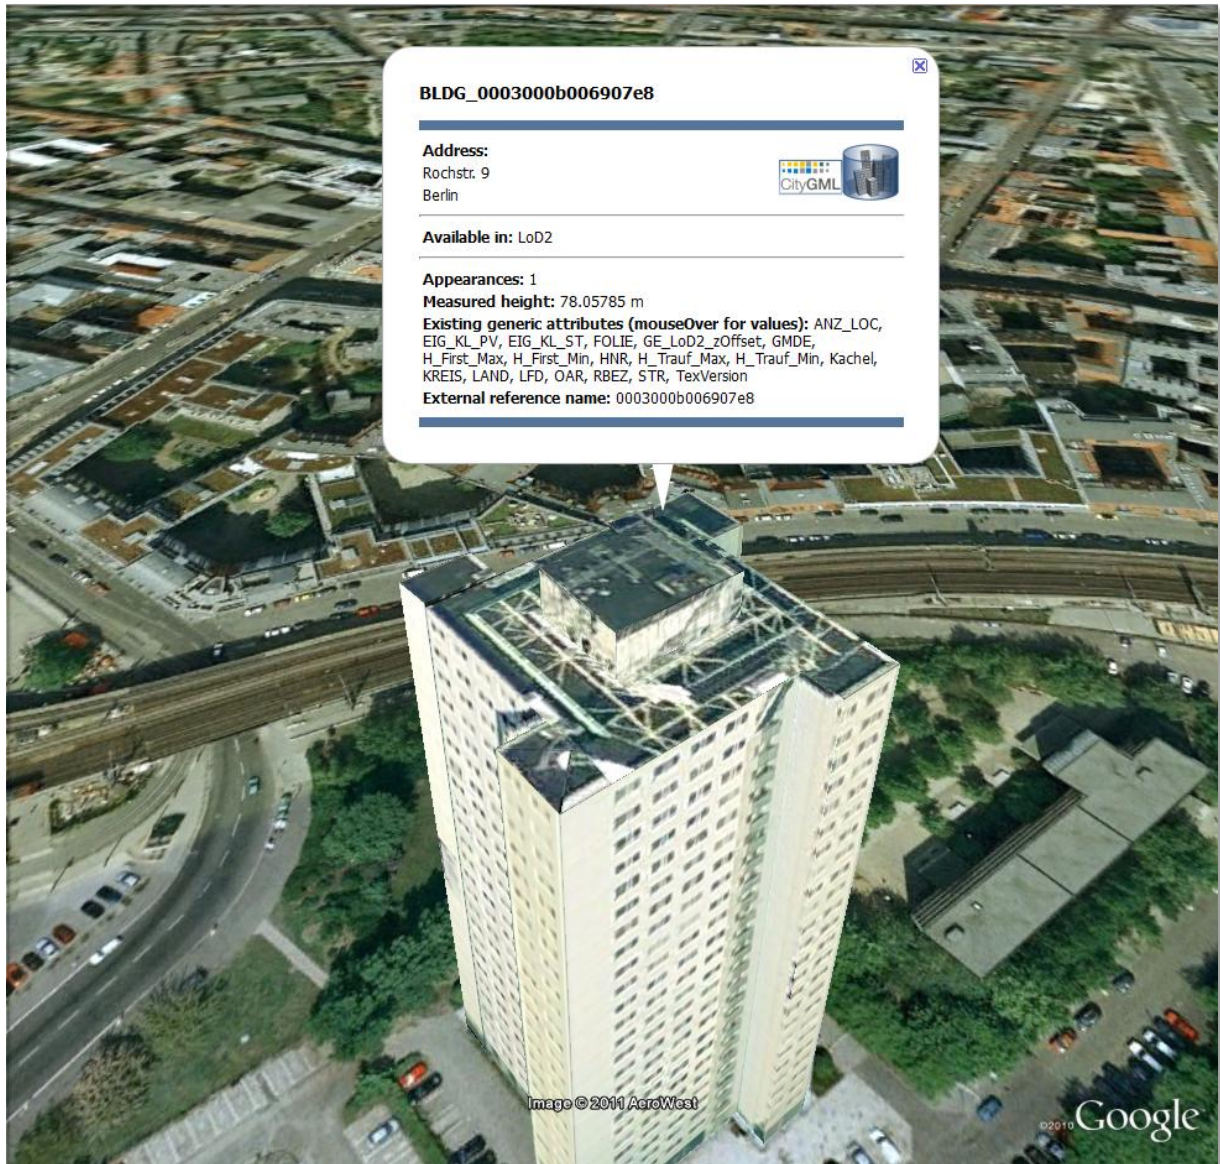 BLDG_0003000b006907e8
Address:
Rochstr. 9
Berlin
CityGML
Available in: LoD2
Appearances: 1
Measured height: 78.05785 m
Existing generic attributes (mouseOver for values): ANZ_LOC,
EIG_KL_PV, EIG_KL_ST, FOLIE, GE_LoD2_zOffset, GMDE,
H_First_Max, H_First_Min, HNR, H_Trauf_Max, H_Trauf_Min, Kachel,
KREIS, LAND, LFD, OAR, RBEZ, STR, TexVersion
External reference name: 0003000b006907e8
Image © 2011 AeroWest
©2010 Google